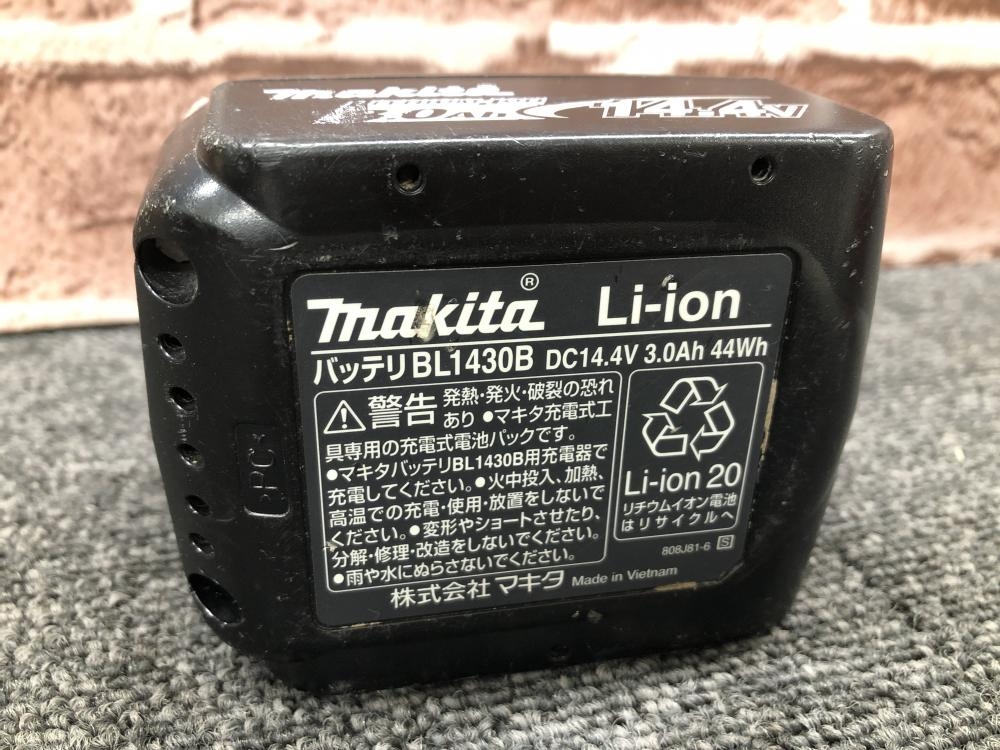 makita
14.4V
makita®
Li-ion
バッテリ BL1430B DC14.4V 3.0Ah 44Wh
警告 発熱・発火・破裂の恐れ
あり ●マキタ充電式工
具専用の充電式電池パックです。
●マキタバッテリBL1430B用充電器で
充電してください。●火中投入、加熱、
高温での充電・使用・放置をしないで
ください。●変形やショートさせたり、
分解・修理・改造をしないでください。
●雨や水にぬらさないでください。
Li-ion 20
リチウムイオン電池
はリサイクルへ
808J81-6 S
株式会社 マキタ Made in Vietnam
>PC<